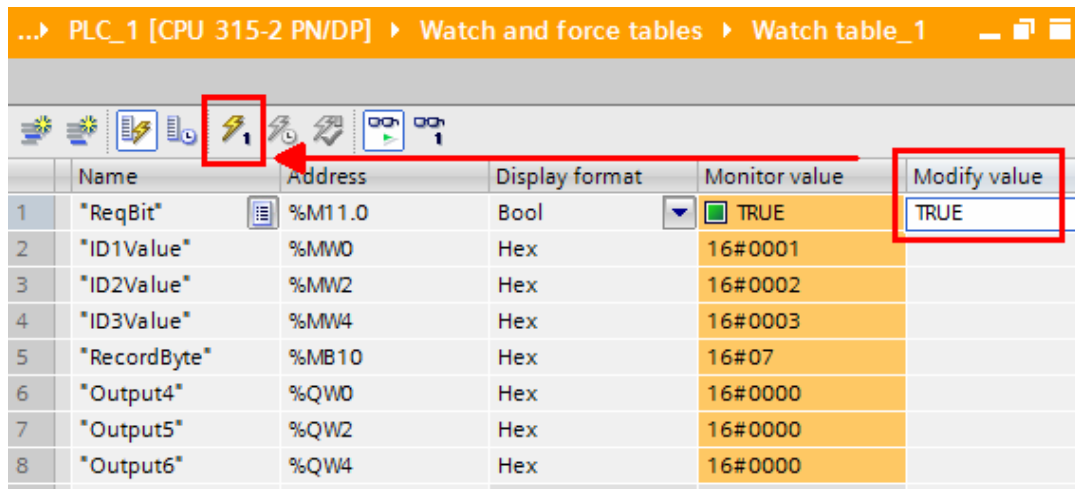 ...▸ PLC_1 [CPU 315-2 PN/DP] ▸ Watch and force tables ▸ Watch table_1
1 1
Name Address Display format Monitor value Modify value
1 "ReqBit" %M11.0 Bool TRUE TRUE
2 "ID1Value" %MW0 Hex 16#0001
3 "ID2Value" %MW2 Hex 16#0002
4 "ID3Value" %MW4 Hex 16#0003
5 "RecordByte" %MB10 Hex 16#07
6 "Output4" %QW0 Hex 16#0000
7 "Output5" %QW2 Hex 16#0000
8 "Output6" %QW4 Hex 16#0000